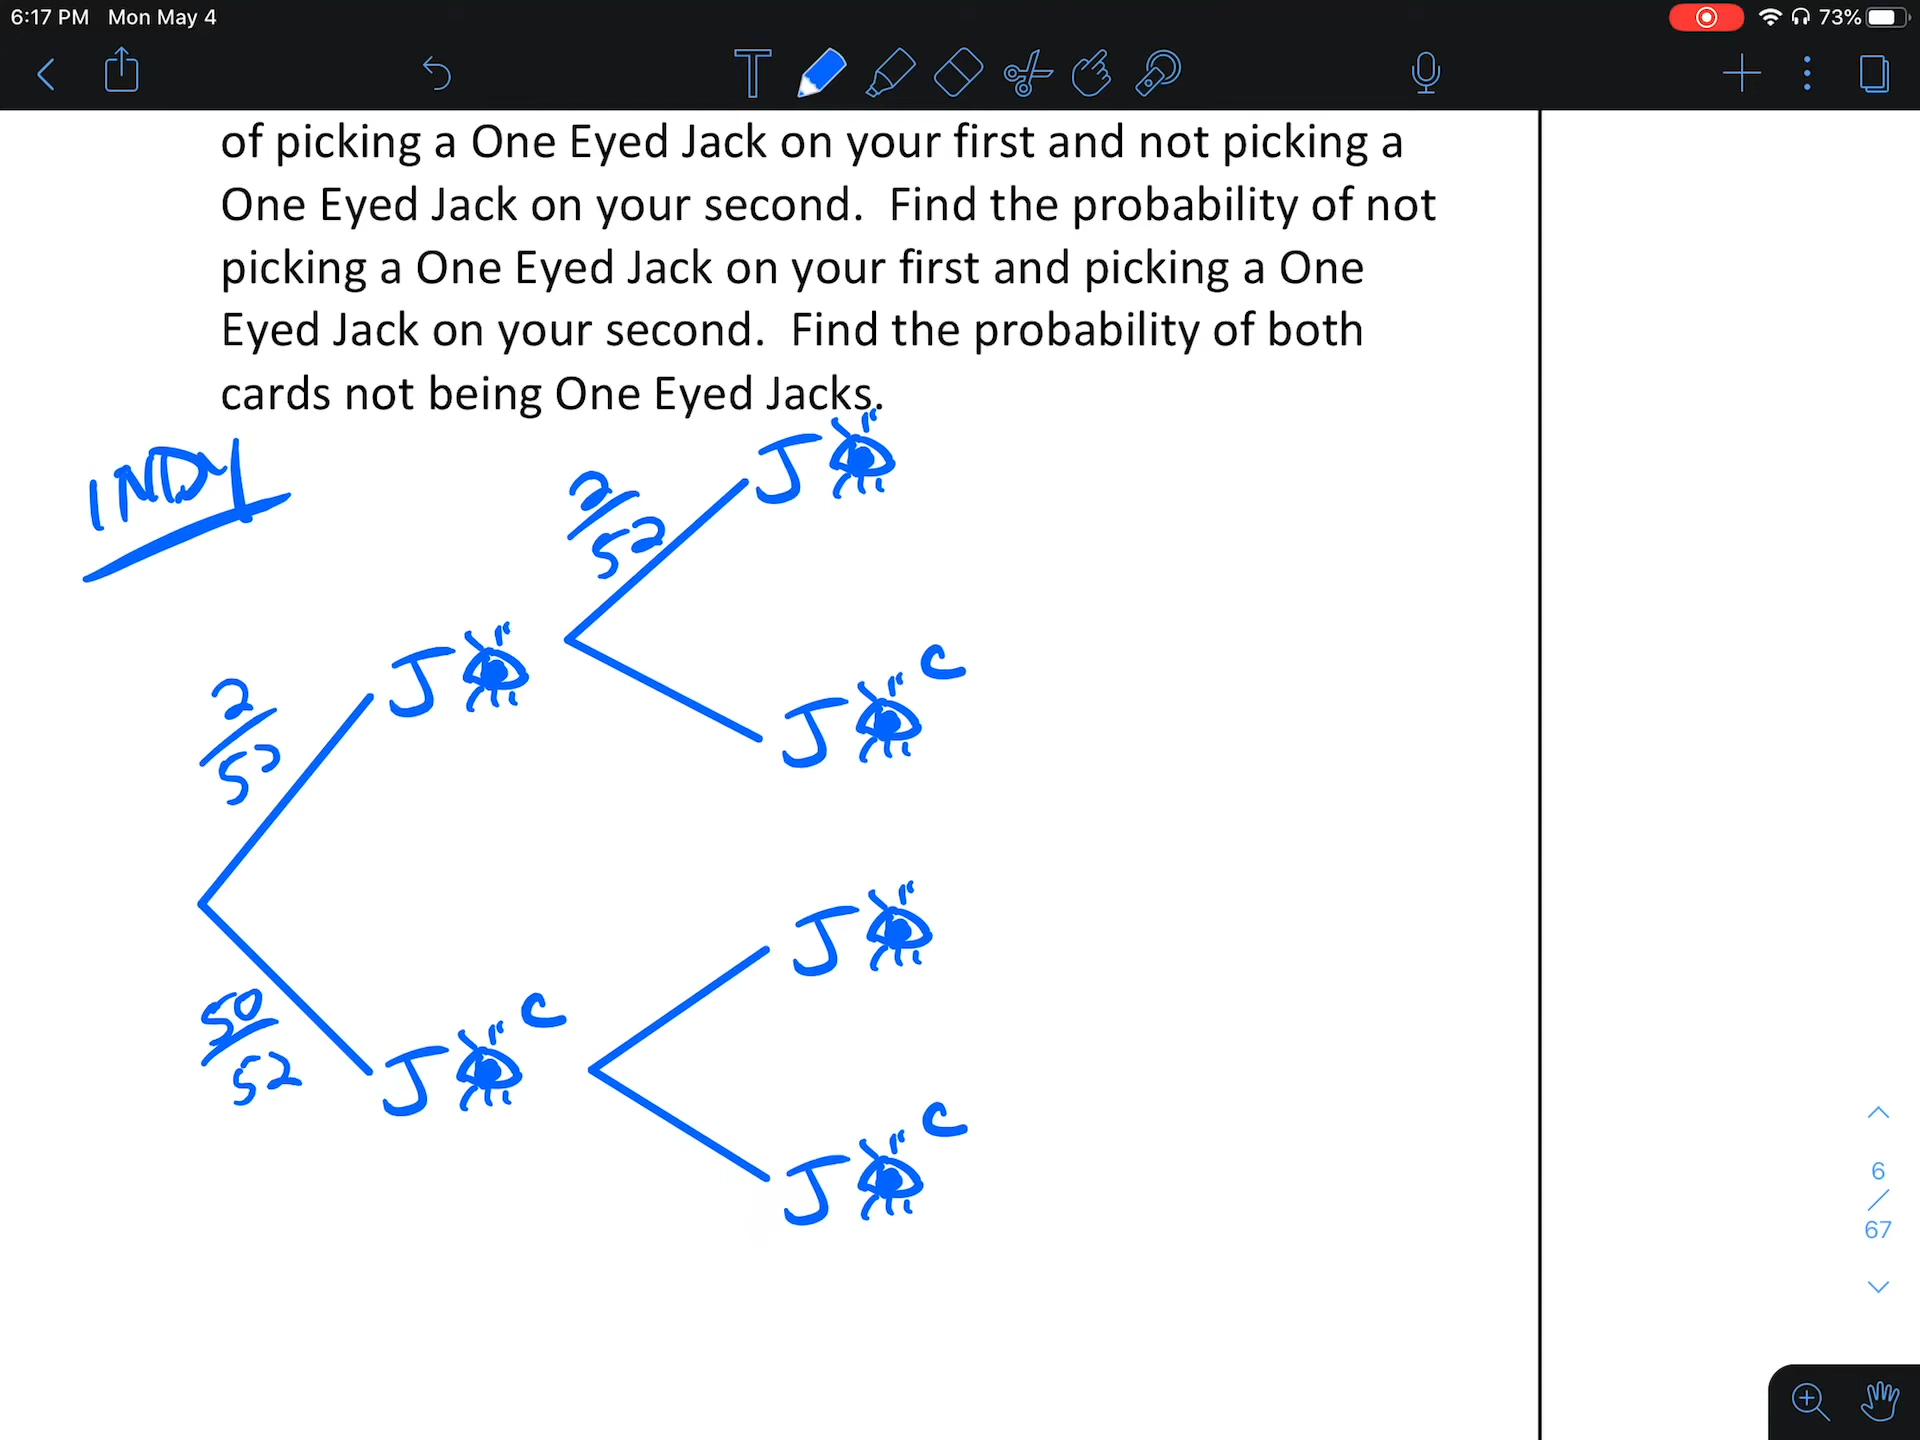 6:17 PM Mon May 4
73%
of picking a One Eyed Jack on your first and not picking a
One Eyed Jack on your second. Find the probability of not
picking a One Eyed Jack on your first and picking a One
Eyed Jack on your second. Find the probability of both
cards not being One Eyed Jacks.
INDY
2/52
J
J
2/52
J C
J
50/52
J C
J C
6
/
67